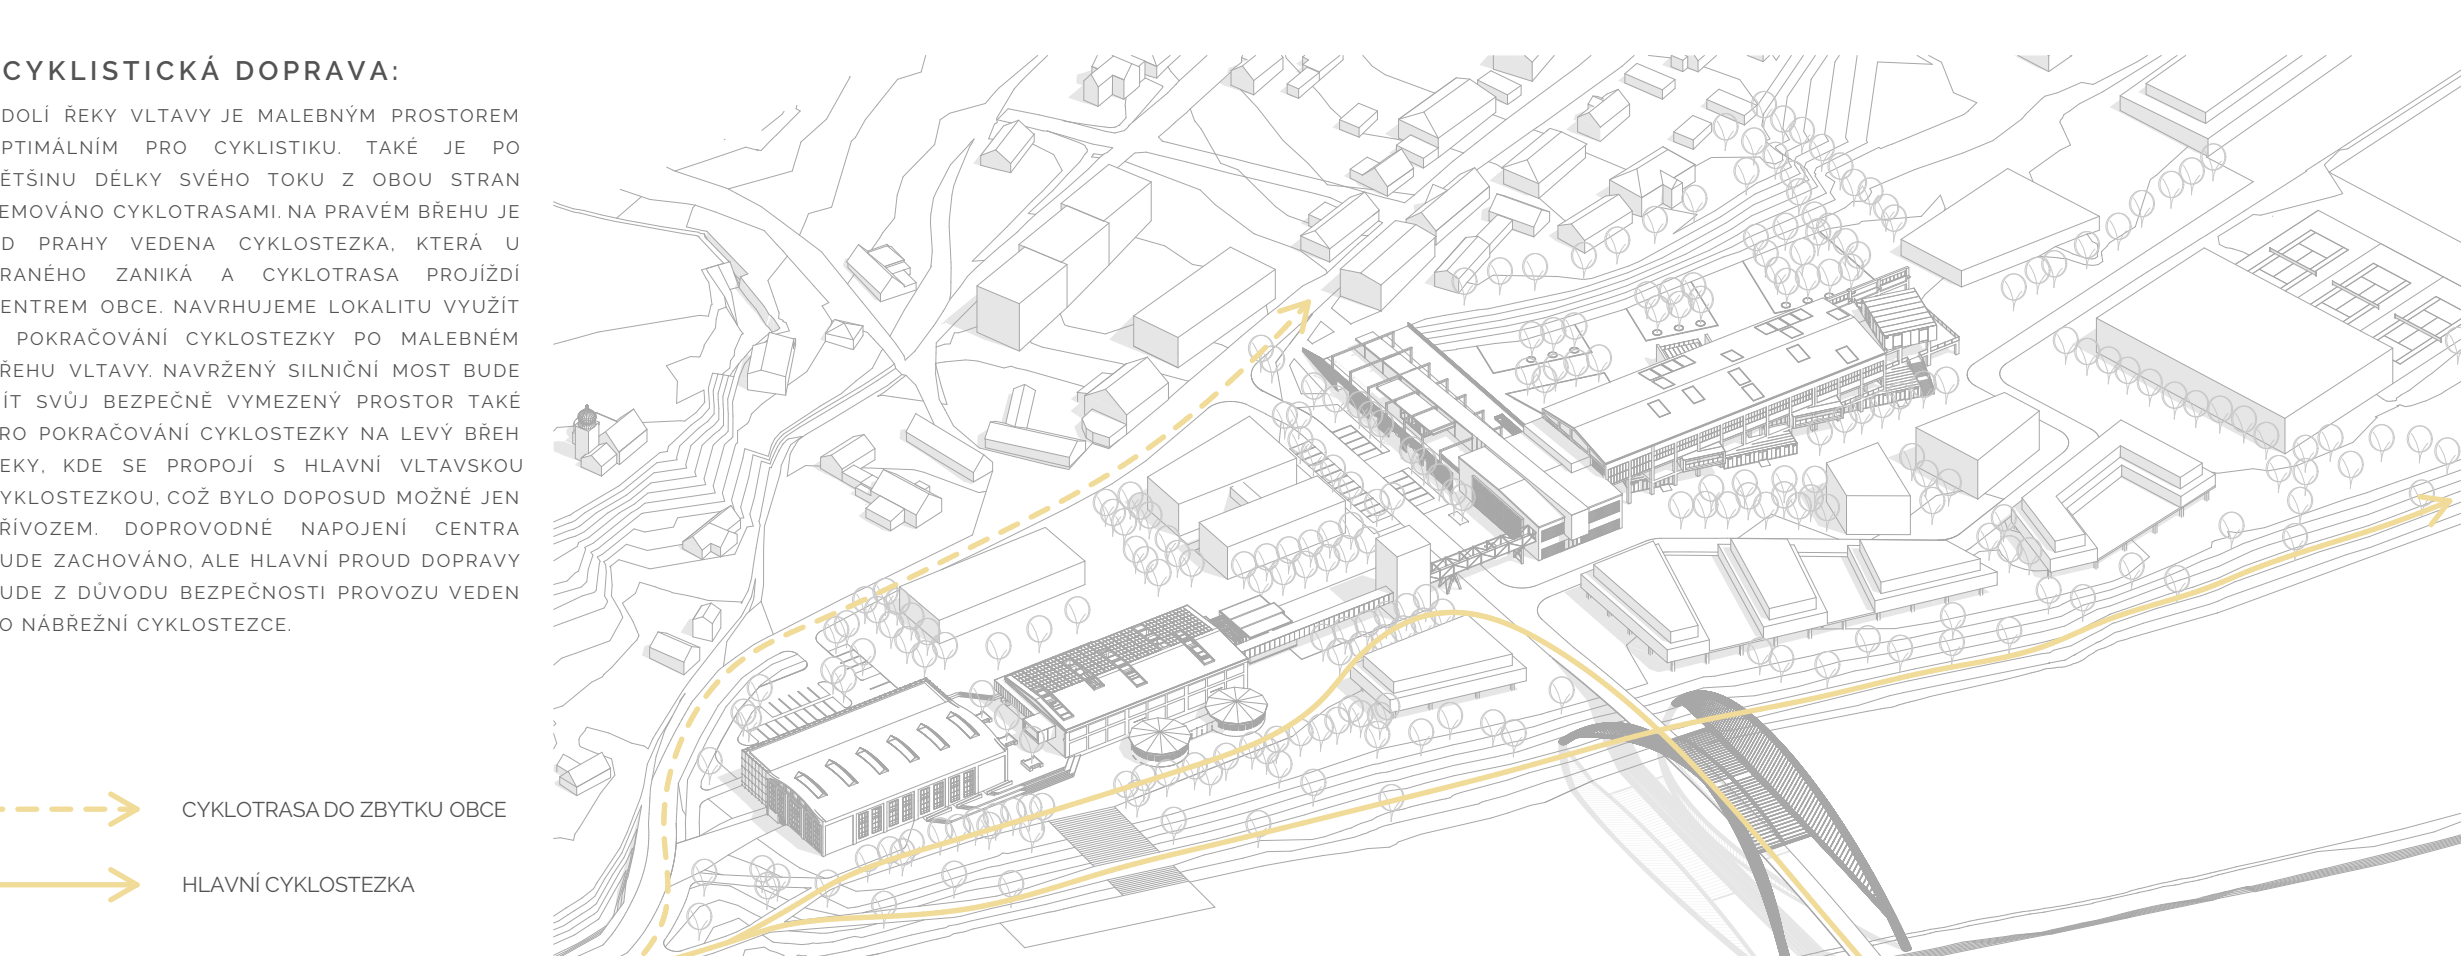 CYKLISTICKÁ DOPRAVA:
DOLÍ ŘEKY VLTAVY JE MALEBNÝM PROSTOREM
PTIMÁLNÍM PRO CYKLISTIKU. TAKÉ JE PO
ĚTŠINU DÉLKY SVÉHO TOKU Z OBOU STRAN
EMOVÁNO CYKLOTRASAMI. NA PRAVÉM BŘEHU JE
D PRAHY VEDENA CYKLOSTEZKA, KTERÁ U
RANÉHO ZANIKÁ A CYKLOTRASA PROJÍŽDÍ
ENTREM OBCE. NAVRHUJEME LOKALITU VYUŽÍT
POKRAČOVÁNÍ CYKLOSTEZKY PO MALEBNÉM
ŘEHU VLTAVY. NAVRŽENÝ SILNIČNÍ MOST BUDE
ÍT SVŮJ BEZPEČNĚ VYMEZENÝ PROSTOR TAKÉ
RO POKRAČOVÁNÍ CYKLOSTEZKY NA LEVÝ BŘEH
EKY, KDE SE PROPOJÍ S HLAVNÍ VLTAVSKOU
YKLOSTEZKOU, COŽ BYLO DOPOSUD MOŽNÉ JEN
ŘÍVOZEM. DOPROVODNÉ NAPOJENÍ CENTRA
UDE ZACHOVÁNO, ALE HLAVNÍ PROUD DOPRAVY
UDE Z DŮVODU BEZPEČNOSTI PROVOZU VEDEN
O NÁBŘEŽNÍ CYKLOSTEZCE.
CYKLOTRASA DO ZBYTKU OBCE
HLAVNÍ CYKLOSTEZKA